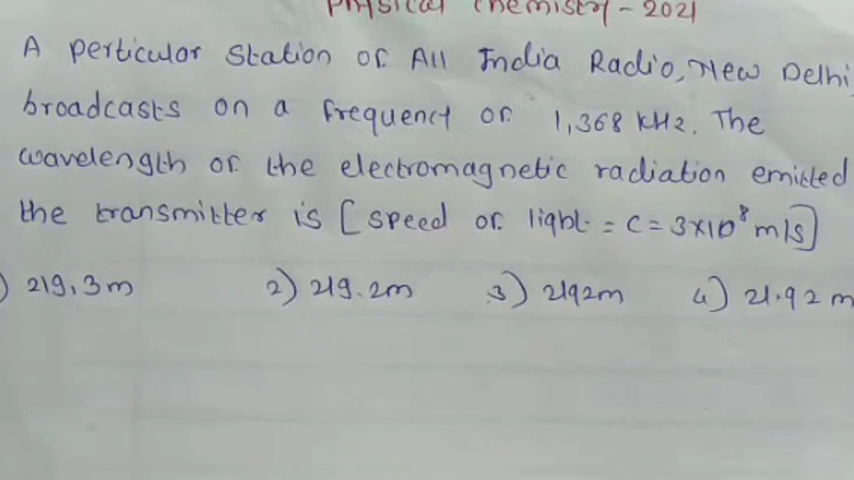 Physical Chemistry - 2021
A Perticular Station of All India Radio, New Delhi,
broadcasts on a frequency of 1,368 KHz. The
wavelength of the electromagnetic radiation emitted
the transmitter is [speed of light = C = 3×10⁸ m/s]
) 219.3m 2) 219.2m 3) 2192m 4) 21.92 m